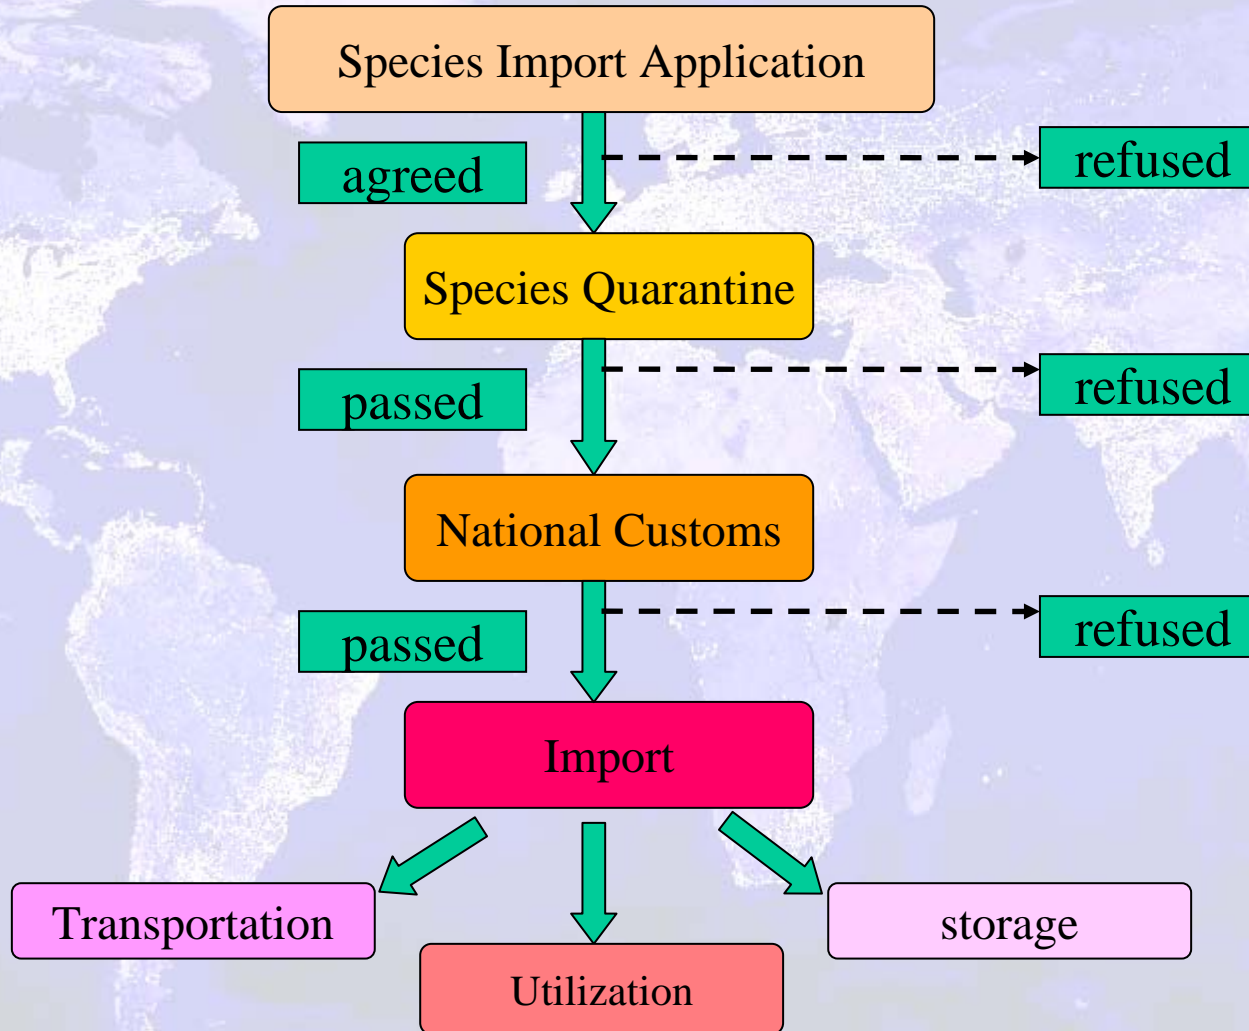 Species Import Application
agreed
refused
Species Quarantine
passed
refused
National Customs
passed
refused
Import
Transportation
storage
Utilization